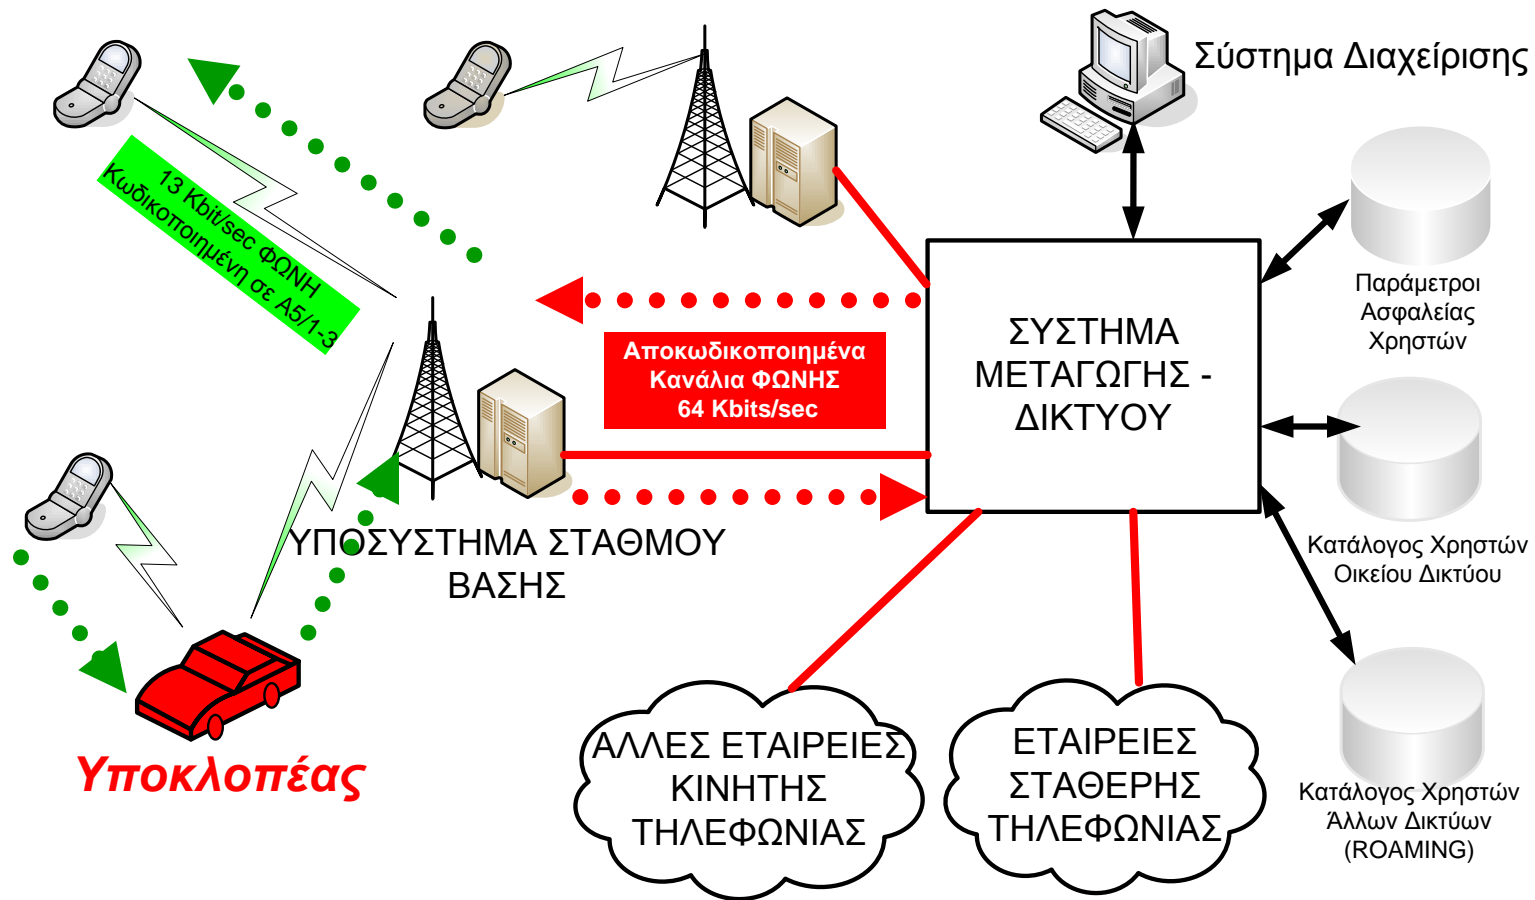 Σύστημα Διαχείρισης
13 Kbit/sec ΦΩΝΗ
Κωδικοποιημένη σε A5/1-3
Παράμετροι
Ασφαλείας
Χρηστών
Αποκωδικοποιημένα
Κανάλια ΦΩΝΗΣ
64 Kbits/sec
ΣΥΣΤΗΜΑ
ΜΕΤΑΓΩΓΗΣ -
ΔΙΚΤΥΟΥ
ΥΠΟΣΥΣΤΗΜΑ ΣΤΑΘΜΟΥ
ΒΑΣΗΣ
Κατάλογος Χρηστών
Οικείου Δικτύου
Υποκλοπέας
ΑΛΛΕΣ ΕΤΑΙΡΕΙΕΣ
ΚΙΝΗΤΗΣ
ΤΗΛΕΦΩΝΙΑΣ
ΕΤΑΙΡΕΙΕΣ
ΣΤΑΘΕΡΗΣ
ΤΗΛΕΦΩΝΙΑΣ
Κατάλογος Χρηστών
Άλλων Δικτύων
(ROAMING)